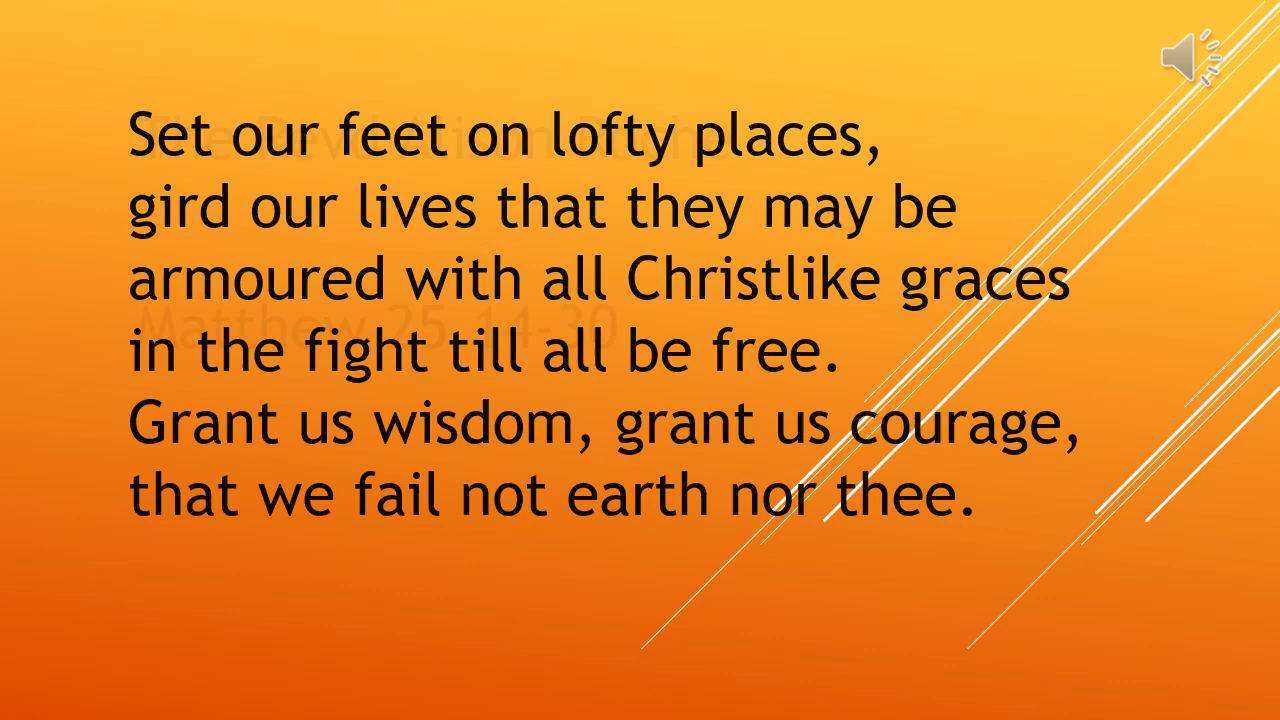 Set our feet on lofty places,
gird our lives that they may be
armoured with all Christlike graces
in the fight till all be free.
Grant us wisdom, grant us courage,
that we fail not earth nor thee.
Matthew 25. 14-30